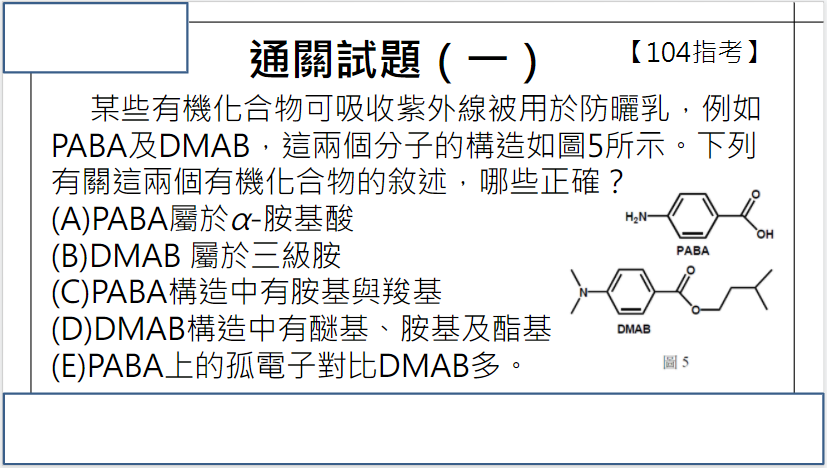 通關試題(一)
【104指考】
某些有機化合物可吸收紫外線被用於防曬乳，例如
PABA及DMAB，這兩個分子的構造如圖5所示。下列
有關這兩個有機化合物的敘述，哪些正確？
(A)PABA屬於α-胺基酸
(B)DMAB 屬於三級胺
(C)PABA構造中有胺基與羧基
(D)DMAB構造中有醚基、胺基及酯基
(E)PABA上的孤電子對比DMAB多。
H₂N
O
OH
PABA
N
O
O
DMAB
圖 5